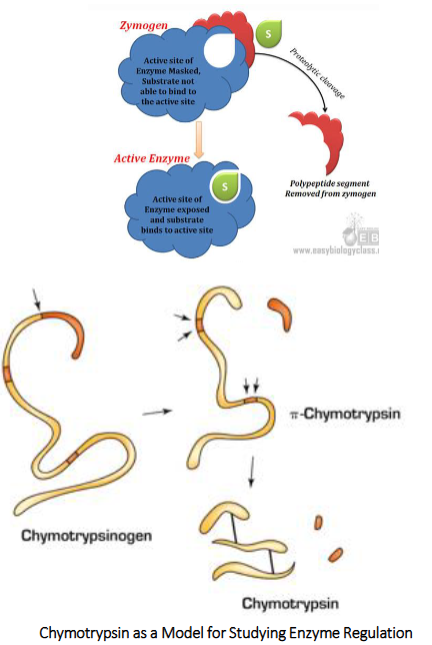 Zymogen
S
Active site of
Enzyme Masked,
Substrate not
able to bind to
the active site
Proteolytic cleavage
Active Enzyme
S
Active site of
Enzyme exposed
and substrate
binds to active site
Polypeptide segment
Removed from zymogen
EB
www.easybiologyclass.
π-Chymotrypsin
Chymotrypsinogen
Chymotrypsin
Chymotrypsin as a Model for Studying Enzyme Regulation